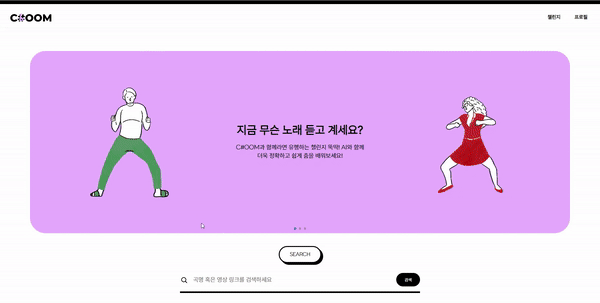 C#OOM
챌린지 프로필
지금 무슨 노래 듣고 계세요?
C#OOM과 함께라면 유행하는 챌린지 뚝딱! AI와 함께
더욱 정확하고 쉽게 춤을 배워보세요!
SEARCH
곡명 혹은 영상 링크를 검색하세요
검색